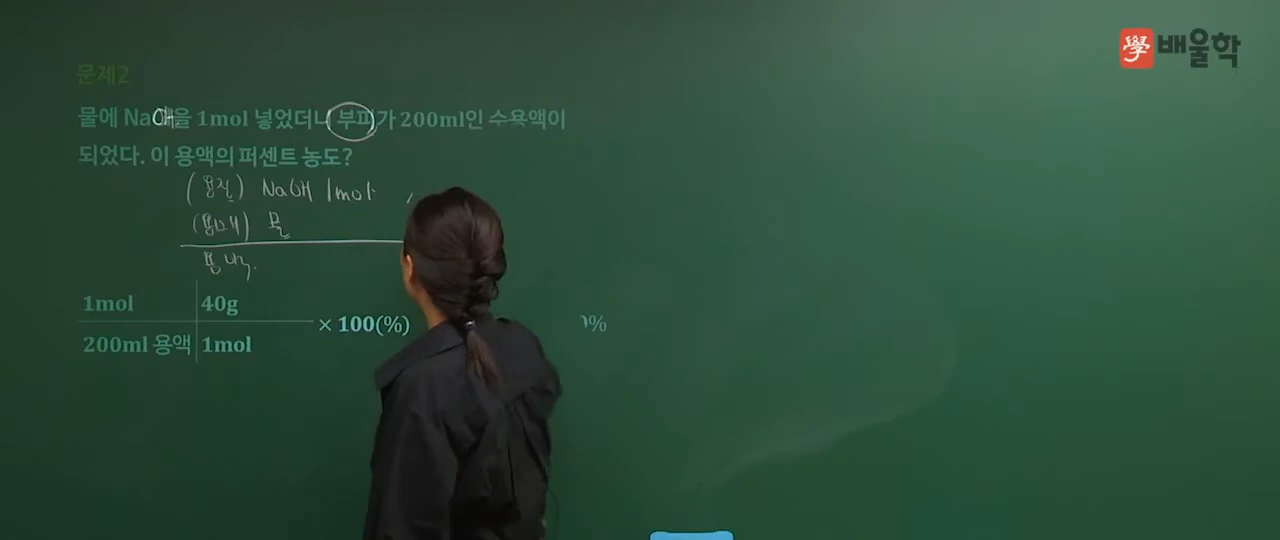 學 배울학
문제2
물에 NaOH을 1mol 넣었더니 부피가 200ml인 수용액이
되었다. 이 용액의 퍼센트 농도?
(용질) NaOH 1mol
(용매) 물
용액.
1mol 40g
× 100(%) %
200ml 용액 1mol